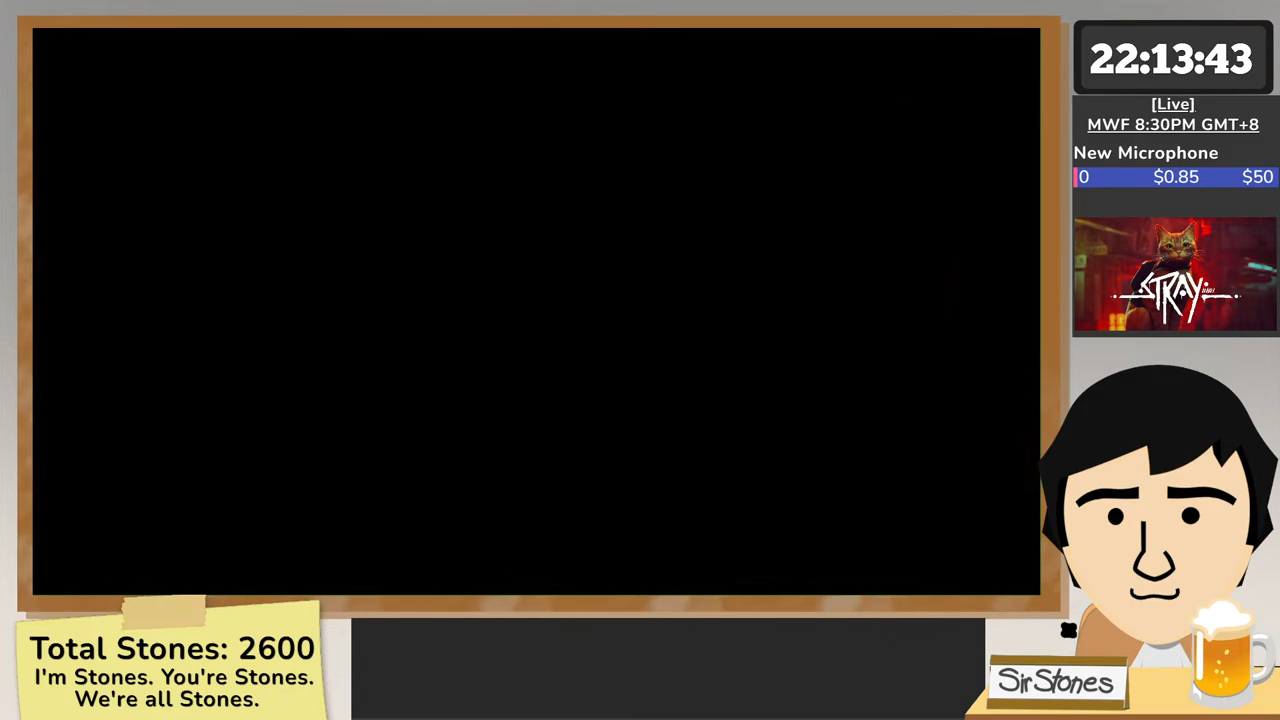 22:13:43
[Live]
MWF 8:30PM GMT+8
New Microphone
0 $0.85 $50
STRAY
Total Stones: 2600
I'm Stones. You're Stones.
We're all Stones.
SirStones